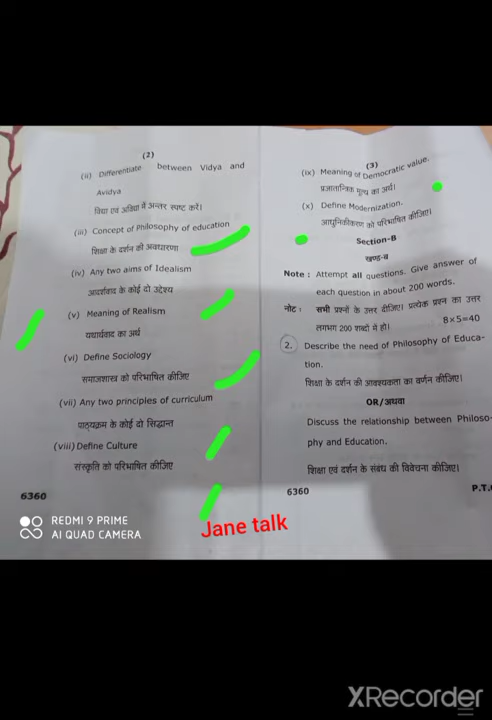 (2)
(ii) Differentiate between Vidya and
Avidya
विद्या एवं अविद्या में अन्तर स्पष्ट करें।
(iii) Concept of Philosophy of education
शिक्षा के दर्शन की अवधारणा
(iv) Any two aims of Idealism
आदर्शवाद के कोई दो उद्देश्य
(v) Meaning of Realism
यथार्थवाद का अर्थ
(vi) Define Sociology
समाजशास्त्र को परिभाषित कीजिए
(vii) Any two principles of curriculum
पाठ्यक्रम के कोई दो सिद्धान्त
(viii) Define Culture
संस्कृति को परिभाषित कीजिए
6360
(3)
(ix) Meaning of Democratic value.
प्रजातान्त्रिक मूल्य का अर्थ।
(x) Define Modernization.
आधुनिकीकरण को परिभाषित कीजिए।
Section-B
खण्ड-ब
Note : Attempt all questions. Give answer of
each question in about 200 words.
नोट : सभी प्रश्नों के उत्तर दीजिए। प्रत्येक प्रश्न का उत्तर
लगभग 200 शब्दों में हो। 8×5=40
2. Describe the need of Philosophy of Educa-
tion.
शिक्षा के दर्शन की आवश्यकता का वर्णन कीजिए।
OR/अथवा
Discuss the relationship between Philoso-
phy and Education.
शिक्षा एवं दर्शन के संबंध की विवेचना कीजिए।
6360 P.T.
REDMI 9 PRIME
AI QUAD CAMERA
Jane talk
XRecorder